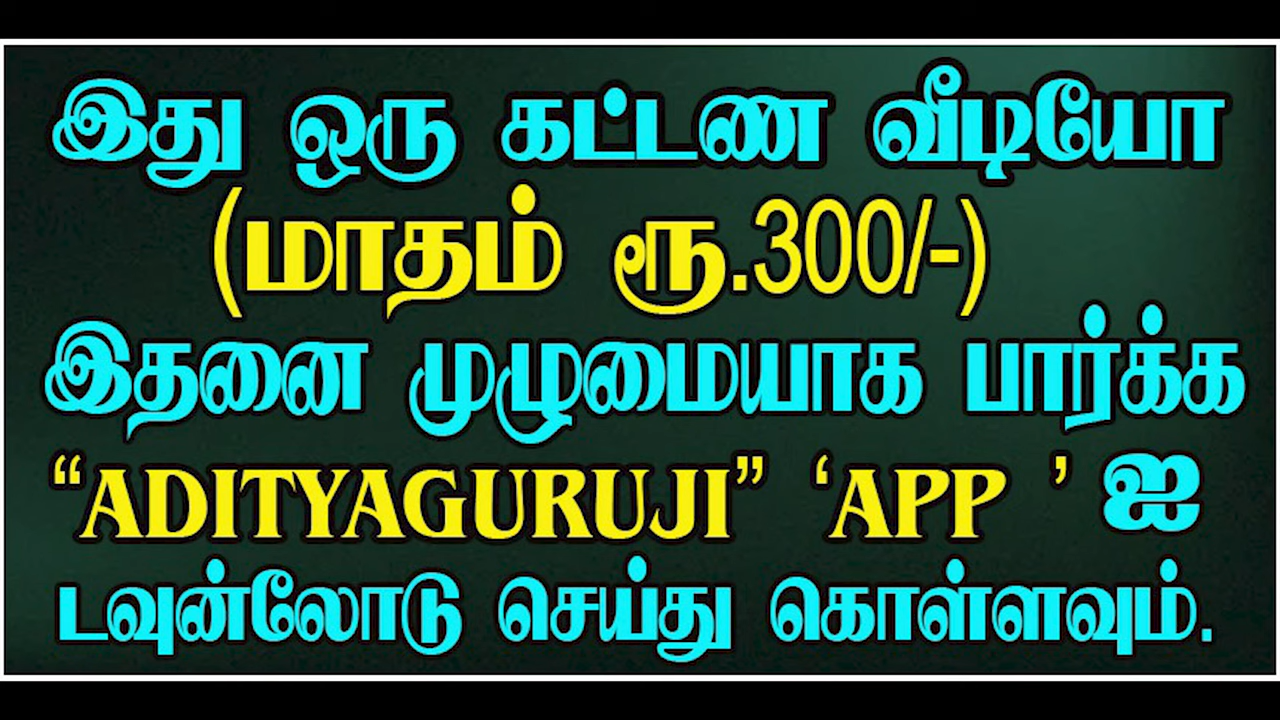 இது ஒரு கட்டண வீடியோ
(மாதம் ரூ.300/-)
இதனை முழுமையாக பார்க்க
“ADITYAGURUJI” ‘APP ’ ஐ
டவுன்லோடு செய்து கொள்ளவும்.